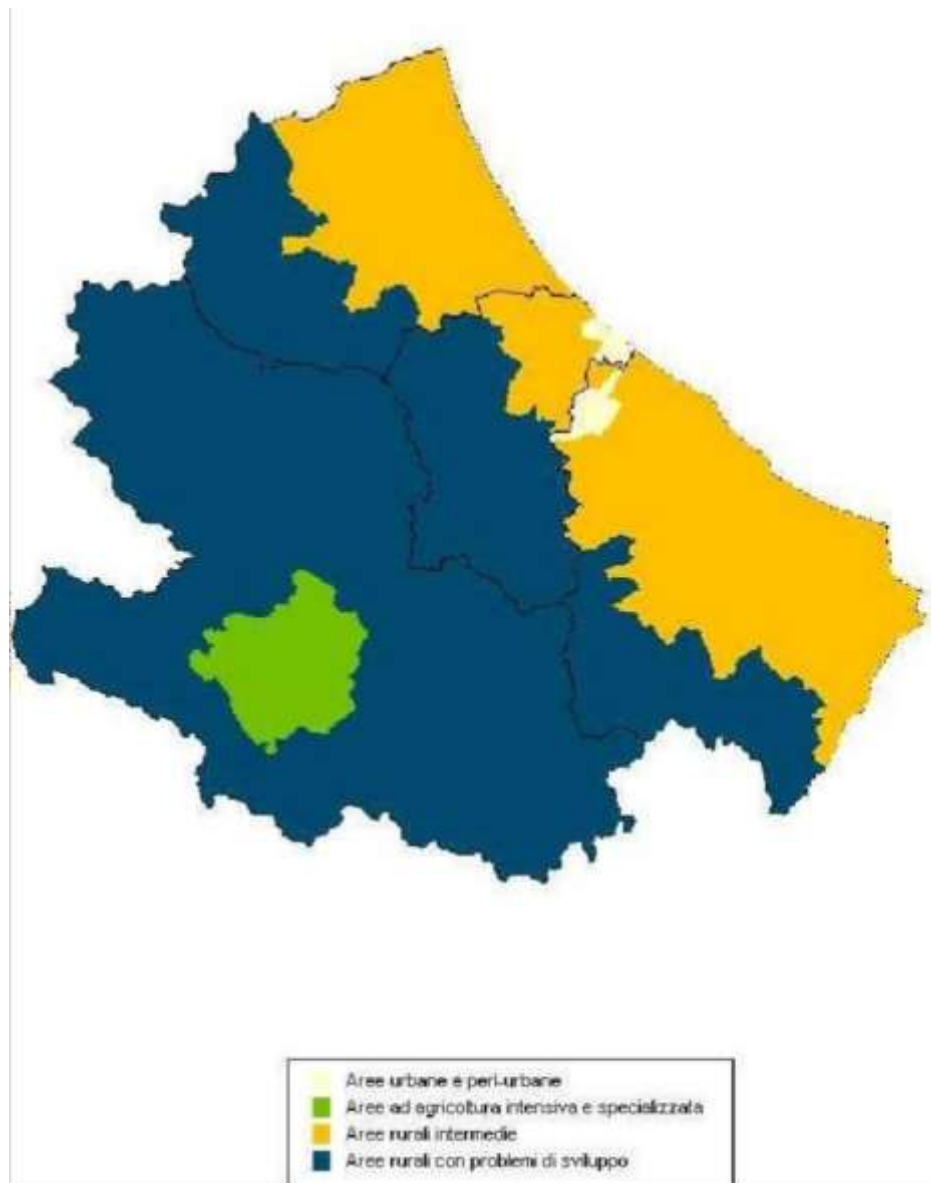 Aree urbane e peri-urbane
Aree ad agricoltura intensiva e specializzata
Aree rurali intermedie
Aree rurali con problemi di sviluppo